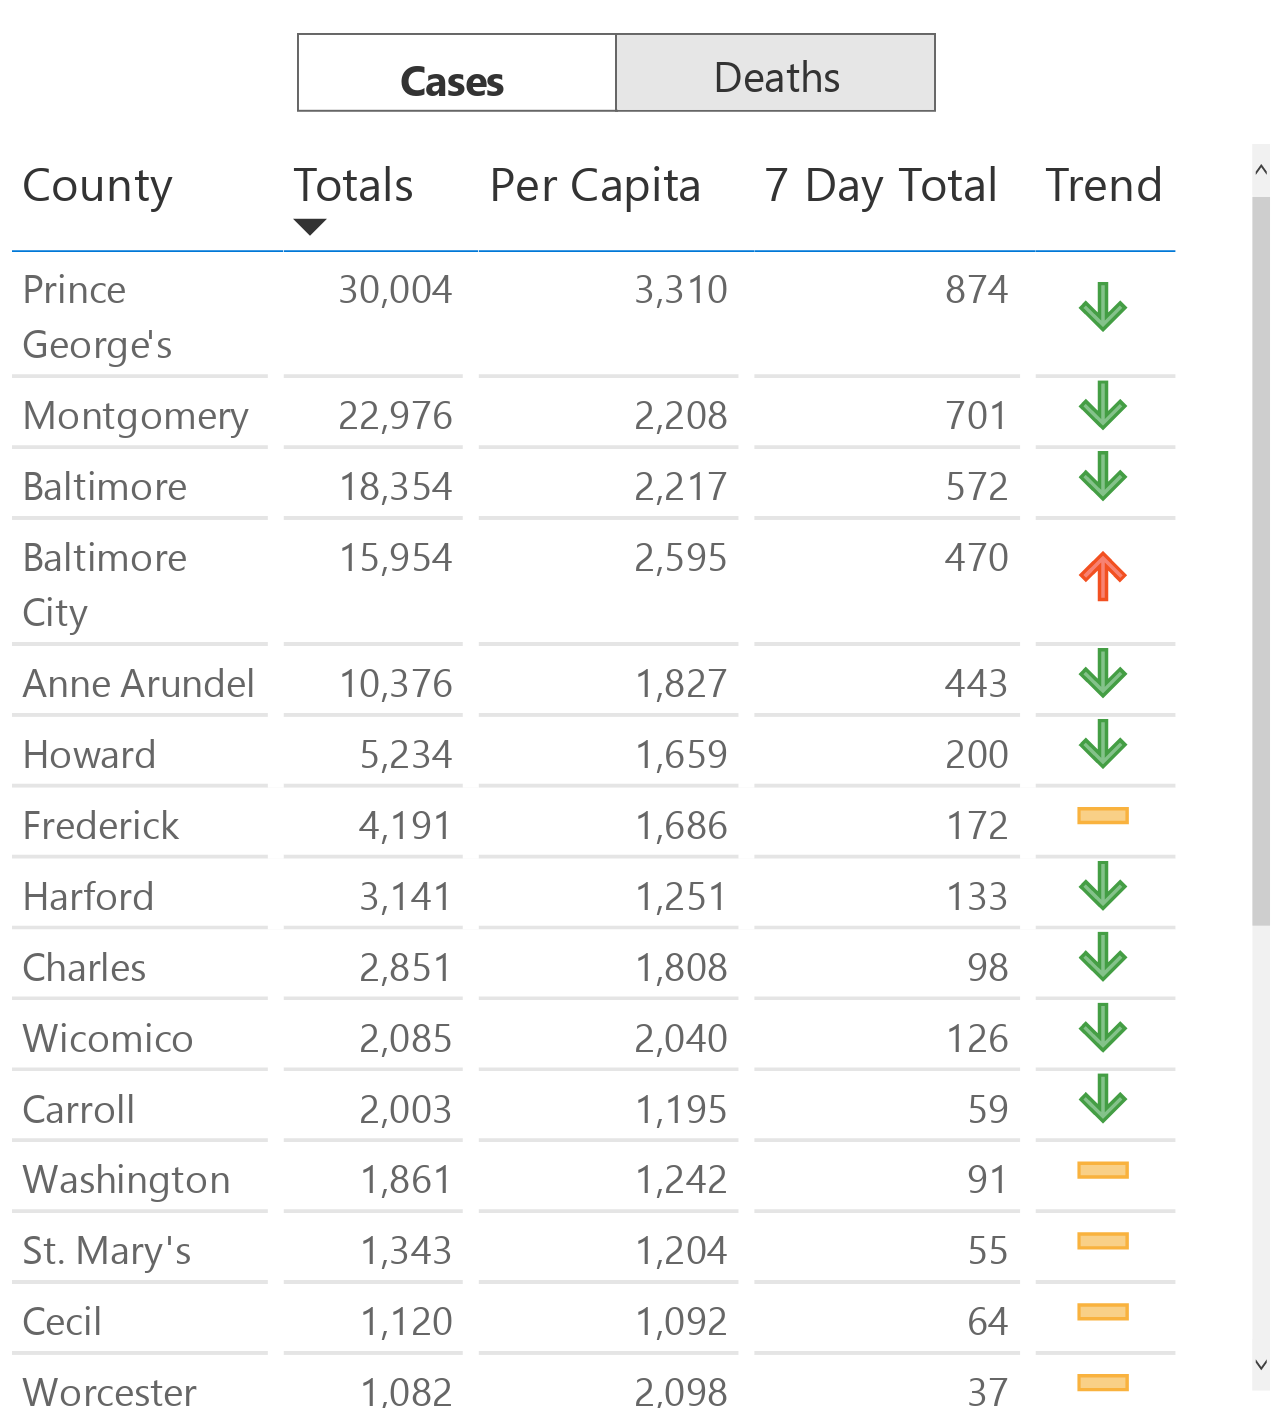 Cases Deaths
County Totals Per Capita 7 Day Total Trend
Prince 30,004 3,310 874
George's
Montgomery 22,976 2,208 701
Baltimore 18,354 2,217 572
Baltimore 15,954 2,595 470
City
Anne Arundel 10,376 1,827 443
Howard 5,234 1,659 200
Frederick 4,191 1,686 172
Harford 3,141 1,251 133
Charles 2,851 1,808 98
Wicomico 2,085 2,040 126
Carroll 2,003 1,195 59
Washington 1,861 1,242 91
St. Mary's 1,343 1,204 55
Cecil 1,120 1,092 64
Worcester 1,082 2,098 37